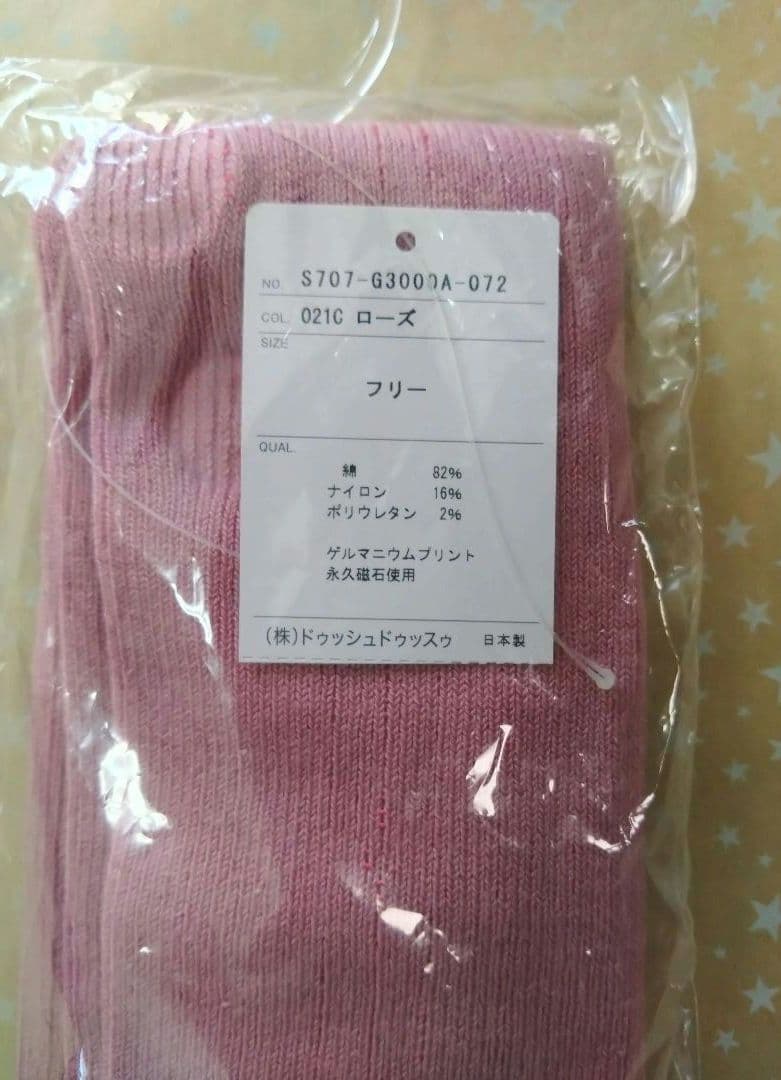 NO. S707-G3000A-072
COL. 021C ローズ
SIZE
フリー
QUAL.
綿 82%
ナイロン 16%
ポリウレタン 2%
ゲルマニウムプリント
永久磁石使用
(株)ドゥッシュドゥッスゥ 日本製